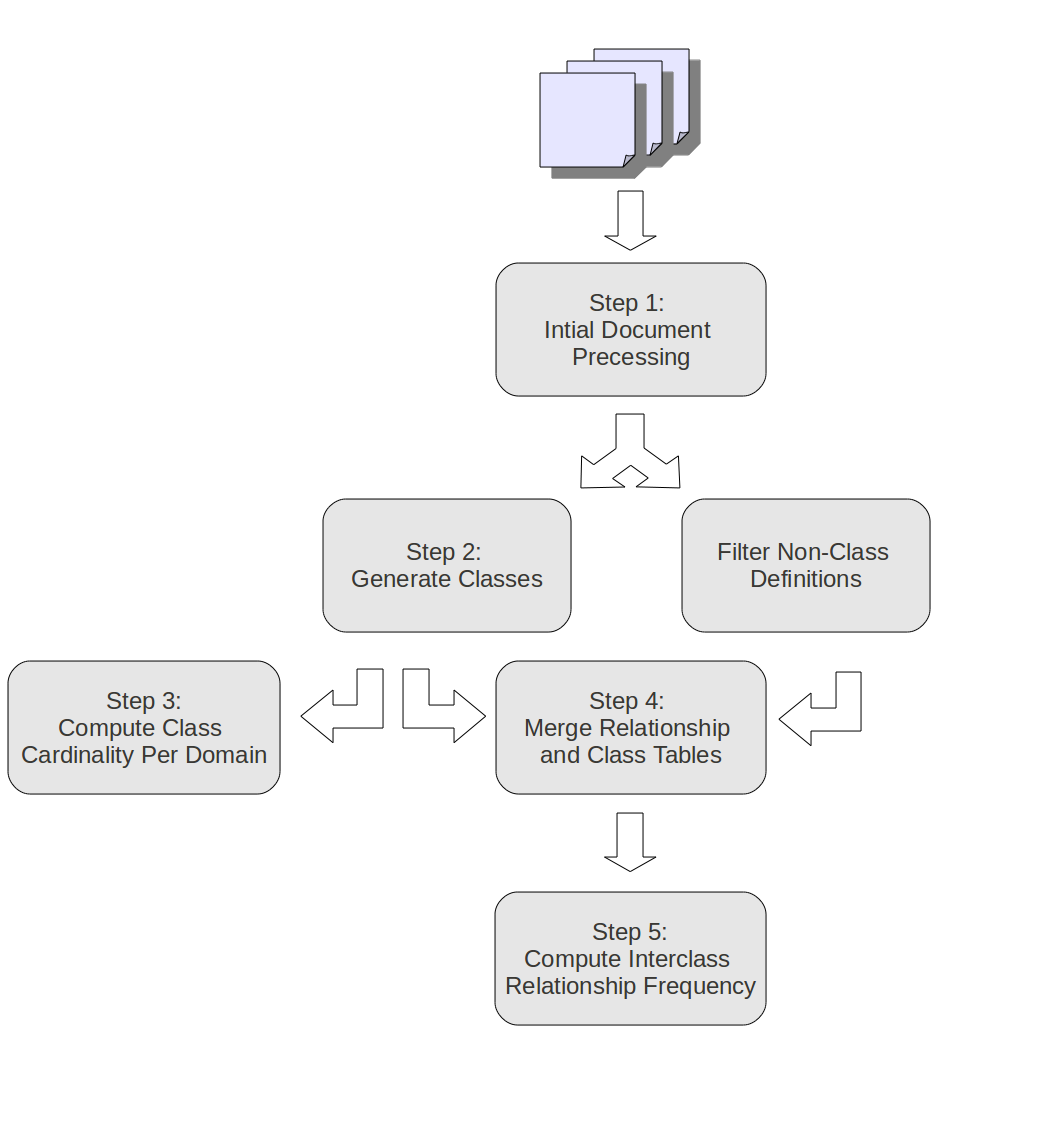 Step 1:
Intial Document
Precessing
Step 2:
Generate Classes
Filter Non-Class
Definitions
Step 3:
Compute Class
Cardinality Per Domain
Step 4:
Merge Relationship
and Class Tables
Step 5:
Compute Interclass
Relationship Frequency